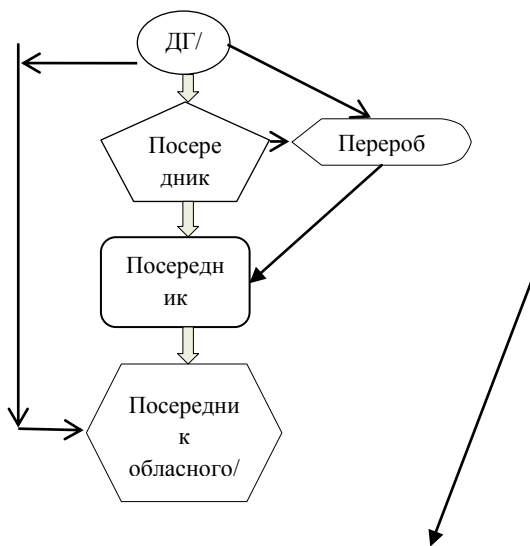 ДГ/
Посере
дник
Перероб
Посередн
ик
Посередни
к
обласного/